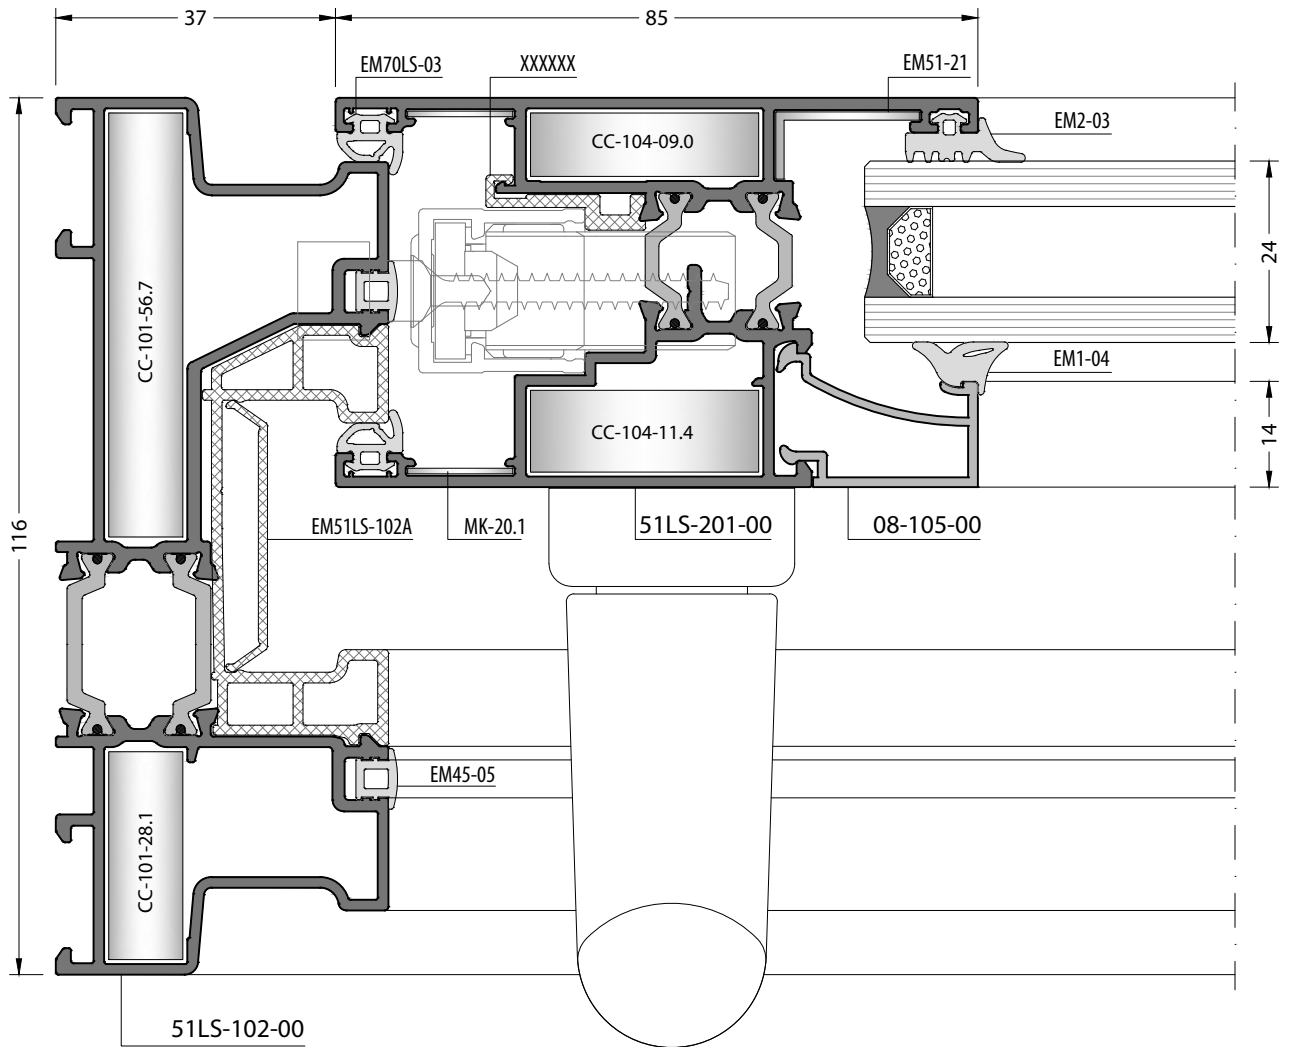 37
85
EM70LS-03
XXXXXX
EM51-21
EM2-03
CC-104-09.0
24
CC-101-56.7
EM1-04
14
CC-104-11.4
116
EM51LS-102A
MK-20.1
51LS-201-00
08-105-00
EM45-05
CC-101-28.1
51LS-102-00